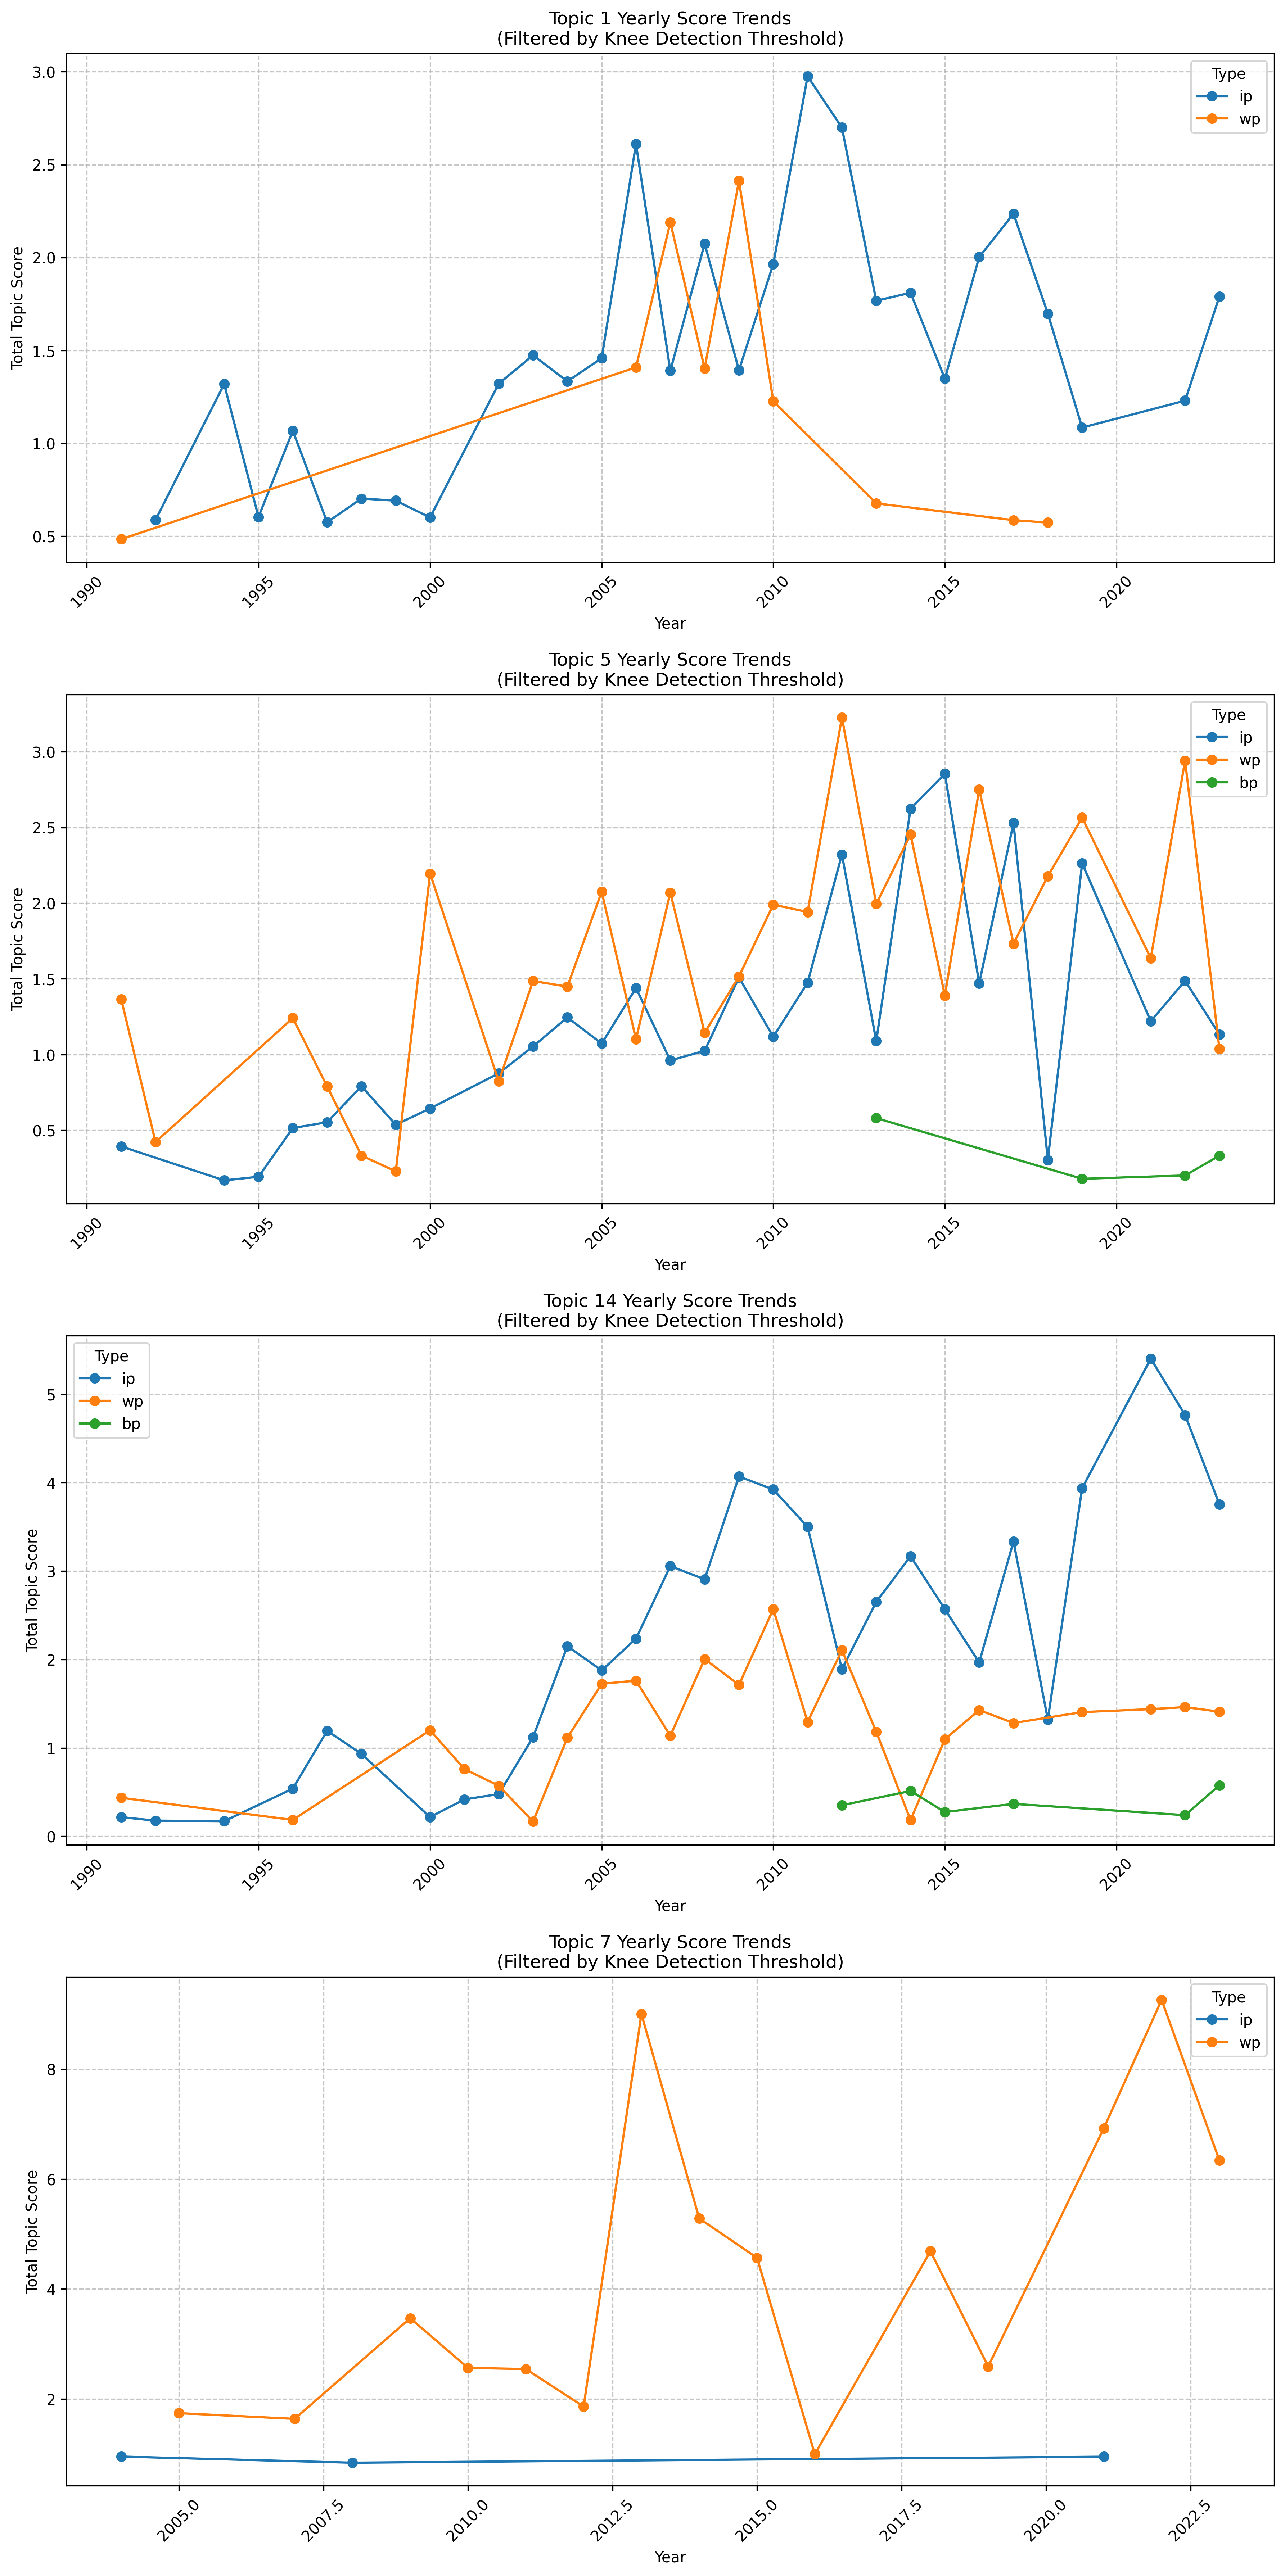 Topic 1 Yearly Score Trends
(Filtered by Knee Detection Threshold)
Type
ip
wp
Total Topic Score
3.0
2.5
2.0
1.5
1.0
0.5
1990
1995
2000
2005
2010
2015
2020
Year
Topic 5 Yearly Score Trends
(Filtered by Knee Detection Threshold)
Type
ip
wp
bp
Total Topic Score
3.0
2.5
2.0
1.5
1.0
0.5
1990
1995
2000
2005
2010
2015
2020
Year
Topic 14 Yearly Score Trends
(Filtered by Knee Detection Threshold)
Type
ip
wp
bp
Total Topic Score
5
4
3
2
1
0
1990
1995
2000
2005
2010
2015
2020
Year
Topic 7 Yearly Score Trends
(Filtered by Knee Detection Threshold)
Type
ip
wp
Total Topic Score
8
6
4
2
2005.0
2007.5
2010.0
2012.5
2015.0
2017.5
2020.0
2022.5
Year